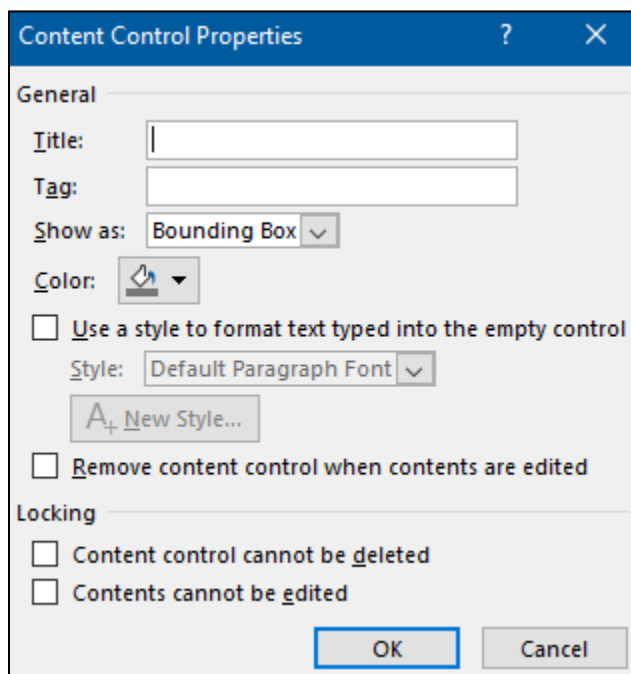 Content Control Properties ? ×
General
Title:
Tag:
Show as: Bounding Box
Color:
Use a style to format text typed into the empty control
Style: Default Paragraph Font
A+ New Style...
Remove content control when contents are edited
Locking
Content control cannot be deleted
Contents cannot be edited
OK Cancel